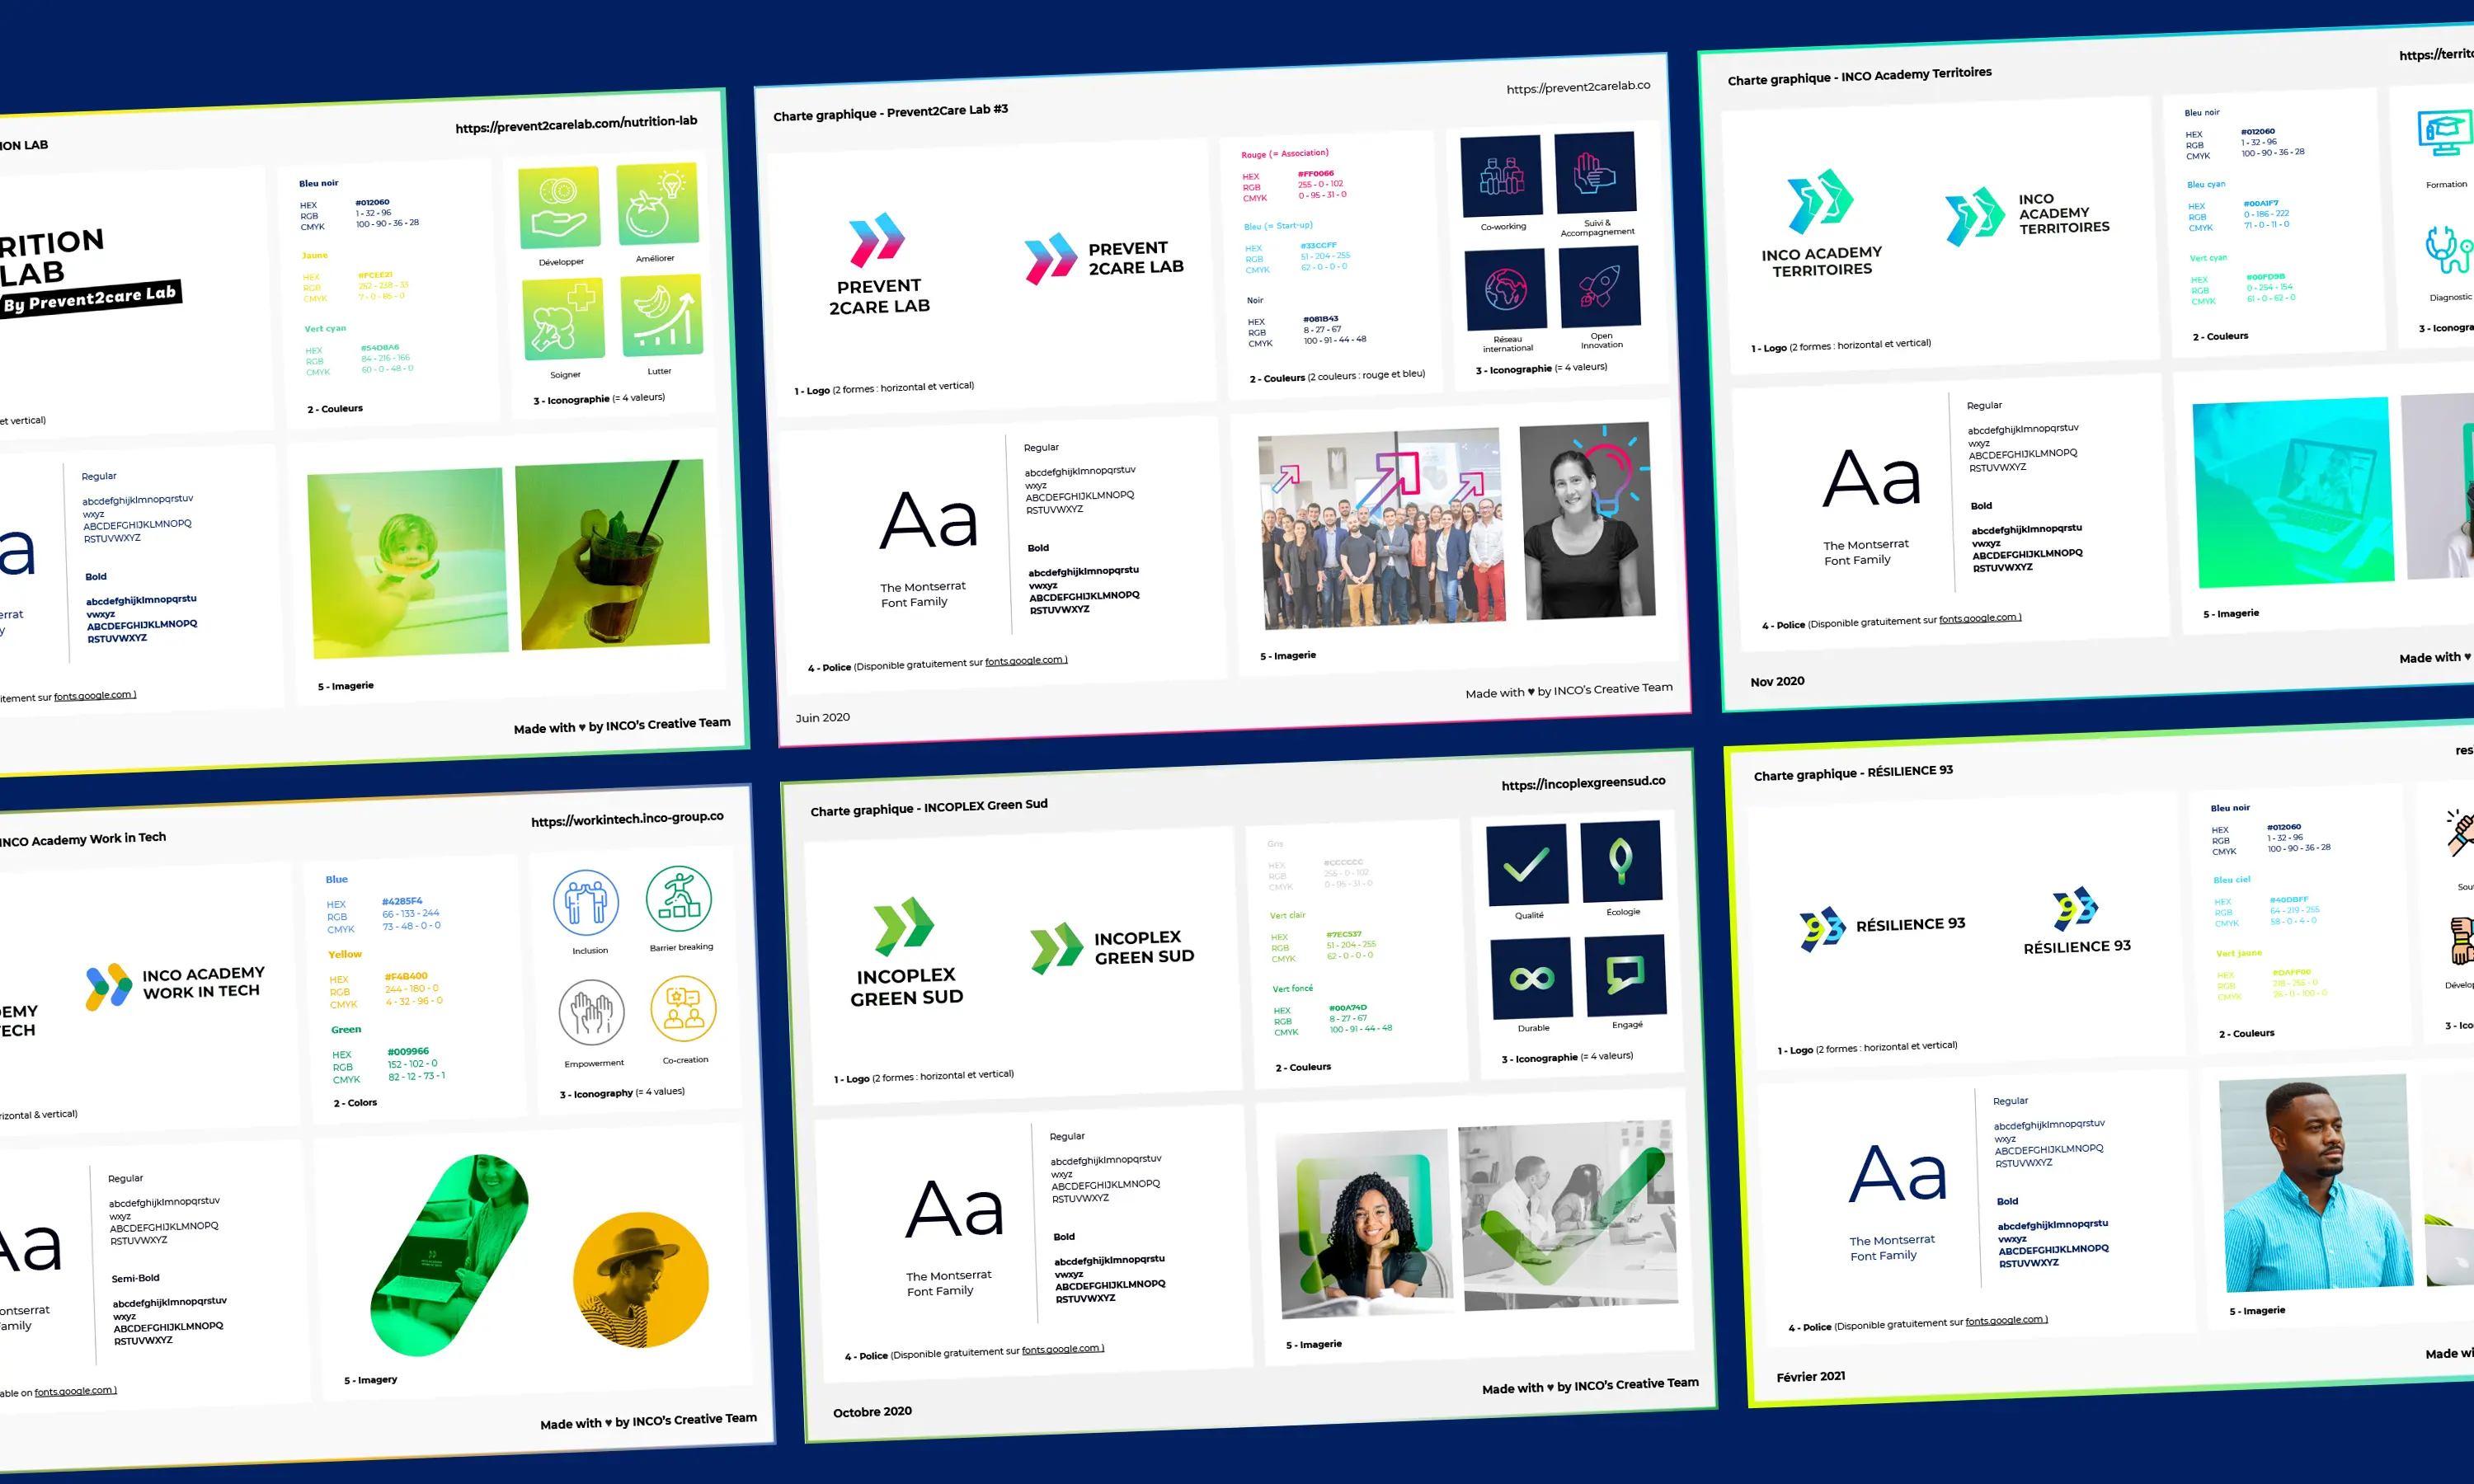 ION LAB
https://prevent2carelab.com/nutrition-lab
RITION
LAB
By Prevent2care Lab
et vertical)
Bleu noir
HEX #012060
RGB 1 - 32 - 96
CMYK 100 - 90 - 36 - 28
Jaune
HEX #FCEE21
RGB 252 - 238 - 33
CMYK 7 - 0 - 85 - 0
Vert cyan
HEX #54D8A6
RGB 84 - 216 - 166
CMYK 60 - 0 - 48 - 0
2 - Couleurs
Développer
Améliorer
Soigner
Lutter
3 - Iconographie (= 4 valeurs)
a
errat
y
Regular
abcdefghijklmnopqrstuv
wxyz
ABCDEFGHIJKLMNOPQ
RSTUVWXYZ
Bold
abcdefghijklmnopqrstu
vwxyz
ABCDEFGHIJKLMNOPQ
RSTUVWXYZ
itement sur fonts.google.com )
5 - Imagerie
Made with ♥ by INCO's Creative Team
Charte graphique - Prevent2Care Lab #3
https://prevent2carelab.co
PREVENT
2CARE LAB
PREVENT
2CARE LAB
1 - Logo (2 formes : horizontal et vertical)
Rouge (= Association)
HEX #FF0066
RGB 255 - 0 - 102
CMYK 0 - 95 - 31 - 0
Bleu (= Start-up)
HEX #33CCFF
RGB 51 - 204 - 255
CMYK 62 - 0 - 0 - 0
Noir
HEX #081B43
RGB 8 - 27 - 67
CMYK 100 - 91 - 44 - 48
2 - Couleurs (2 couleurs : rouge et bleu)
Co-working
Suivi &
Accompagnement
Réseau
international
Open
Innovation
3 - Iconographie (= 4 valeurs)
Aa
The Montserrat
Font Family
Regular
abcdefghijklmnopqrstuv
wxyz
ABCDEFGHIJKLMNOPQ
RSTUVWXYZ
Bold
abcdefghijklmnopqrstu
vwxyz
ABCDEFGHIJKLMNOPQ
RSTUVWXYZ
4 - Police (Disponible gratuitement sur fonts.google.com )
5 - Imagerie
Juin 2020
Made with ♥ by INCO's Creative Team
Charte graphique - INCO Academy Territoires
https://territo
INCO ACADEMY
TERRITOIRES
INCO
ACADEMY
TERRITOIRES
1 - Logo (2 formes : horizontal et vertical)
Bleu noir
HEX #012060
RGB 1 - 32 - 96
CMYK 100 - 90 - 36 - 28
Bleu cyan
HEX #00A1F7
RGB 0 - 186 - 222
CMYK 71 - 0 - 11 - 0
Vert cyan
HEX #00FD9B
RGB 0 - 254 - 154
CMYK 61 - 0 - 62 - 0
2 - Couleurs
Formation
Diagnostic
3 - Iconogra
Aa
The Montserrat
Font Family
Regular
abcdefghijklmnopqrstuv
wxyz
ABCDEFGHIJKLMNOPQ
RSTUVWXYZ
Bold
abcdefghijklmnopqrstu
vwxyz
ABCDEFGHIJKLMNOPQ
RSTUVWXYZ
4 - Police (Disponible gratuitement sur fonts.google.com )
5 - Imagerie
Nov 2020
Made with ♥
INCO Academy Work in Tech
https://workintech.inco-group.co
DEMY
TECH
INCO ACADEMY
WORK IN TECH
rizontal & vertical)
Blue
HEX #4285F4
RGB 66 - 133 - 244
CMYK 73 - 48 - 0 - 0
Yellow
HEX #F4B400
RGB 244 - 180 - 0
CMYK 4 - 32 - 96 - 0
Green
HEX #009966
RGB 152 - 102 - 0
CMYK 82 - 12 - 73 - 1
2 - Colors
Inclusion
Barrier breaking
Empowerment
Co-creation
3 - Iconography (= 4 values)
Aa
ontserrat
amily
Regular
abcdefghijklmnopqrstuv
wxyz
ABCDEFGHIJKLMNOPQ
RSTUVWXYZ
Semi-Bold
abcdefghijklmnopqrstuv
wxyz
ABCDEFGHIJKLMNOPQ
RSTUVWXYZ
able on fonts.google.com )
5 - Imagery
Made with ♥ by INCO's Creative Team
Charte graphique - INCOPLEX Green Sud
https://incoplexgreensud.co
INCOPLEX
GREEN SUD
INCOPLEX
GREEN SUD
1 - Logo (2 formes : horizontal et vertical)
Gris
HEX #CCCCCC
RGB 255 - 0 - 102
CMYK 0 - 95 - 31 - 0
Vert clair
HEX #7EC537
RGB 51 - 204 - 255
CMYK 62 - 0 - 0 - 0
Vert foncé
HEX #00A74D
RGB 8 - 27 - 67
CMYK 100 - 91 - 44 - 48
2 - Couleurs
Qualité
Écologie
Durable
Engagé
3 - Iconographie (= 4 valeurs)
Aa
The Montserrat
Font Family
Regular
abcdefghijklmnopqrstuv
wxyz
ABCDEFGHIJKLMNOPQ
RSTUVWXYZ
Bold
abcdefghijklmnopqrstu
vwxyz
ABCDEFGHIJKLMNOPQ
RSTUVWXYZ
4 - Police (Disponible gratuitement sur fonts.google.com )
5 - Imagerie
Octobre 2020
Made with ♥ by INCO's Creative Team
Charte graphique - RÉSILIENCE 93
res
93
RÉSILIENCE 93
93
RÉSILIENCE 93
1 - Logo (2 formes : horizontal et vertical)
Bleu noir
HEX #012060
RGB 1 - 32 - 96
CMYK 100 - 90 - 36 - 28
Bleu ciel
HEX #40DBFF
RGB 64 - 219 - 255
CMYK 58 - 0 - 4 - 0
Vert jaune
HEX #DAFF00
RGB 218 - 255 - 0
CMYK 26 - 0 - 100 - 0
2 - Couleurs
Sou
Dévelop
3 - Ico
Aa
The Montserrat
Font Family
Regular
abcdefghijklmnopqrstuv
wxyz
ABCDEFGHIJKLMNOPQ
RSTUVWXYZ
Bold
abcdefghijklmnopqrstu
vwxyz
ABCDEFGHIJKLMNOPQ
RSTUVWXYZ
4 - Police (Disponible gratuitement sur fonts.google.com )
5 - Imagerie
Février 2021
Made wi